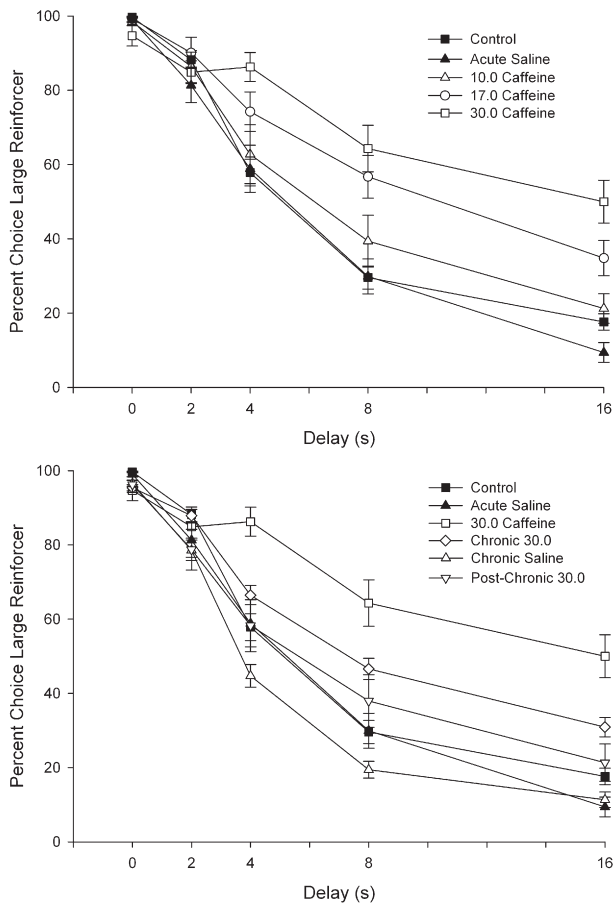 100
80
60
40
20
0
Percent Choice Large Reinforcer
Control
Acute Saline
10.0 Caffeine
17.0 Caffeine
30.0 Caffeine
0 2 4 8 16
Delay (s)
100
80
60
40
20
0
Percent Choice Large Reinforcer
Control
Acute Saline
30.0 Caffeine
Chronic 30.0
Chronic Saline
Post-Chronic 30.0
0 2 4 8 16
Delay (s)